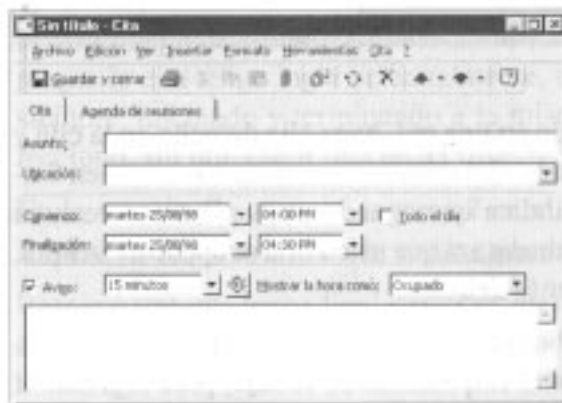 Sin título - Cita
Archivo Edición Ver Insertar Formato Herramientas Cita ?
Guardar y cerrar
Cita Agenda de reuniones
Asunto:
Ubicación:
Comienzo: martes 25/08/98 04:00 PM Todo el día
Finalización: martes 25/08/98 04:30 PM
Aviso: 15 minutos Mostrar la hora como: Ocupado